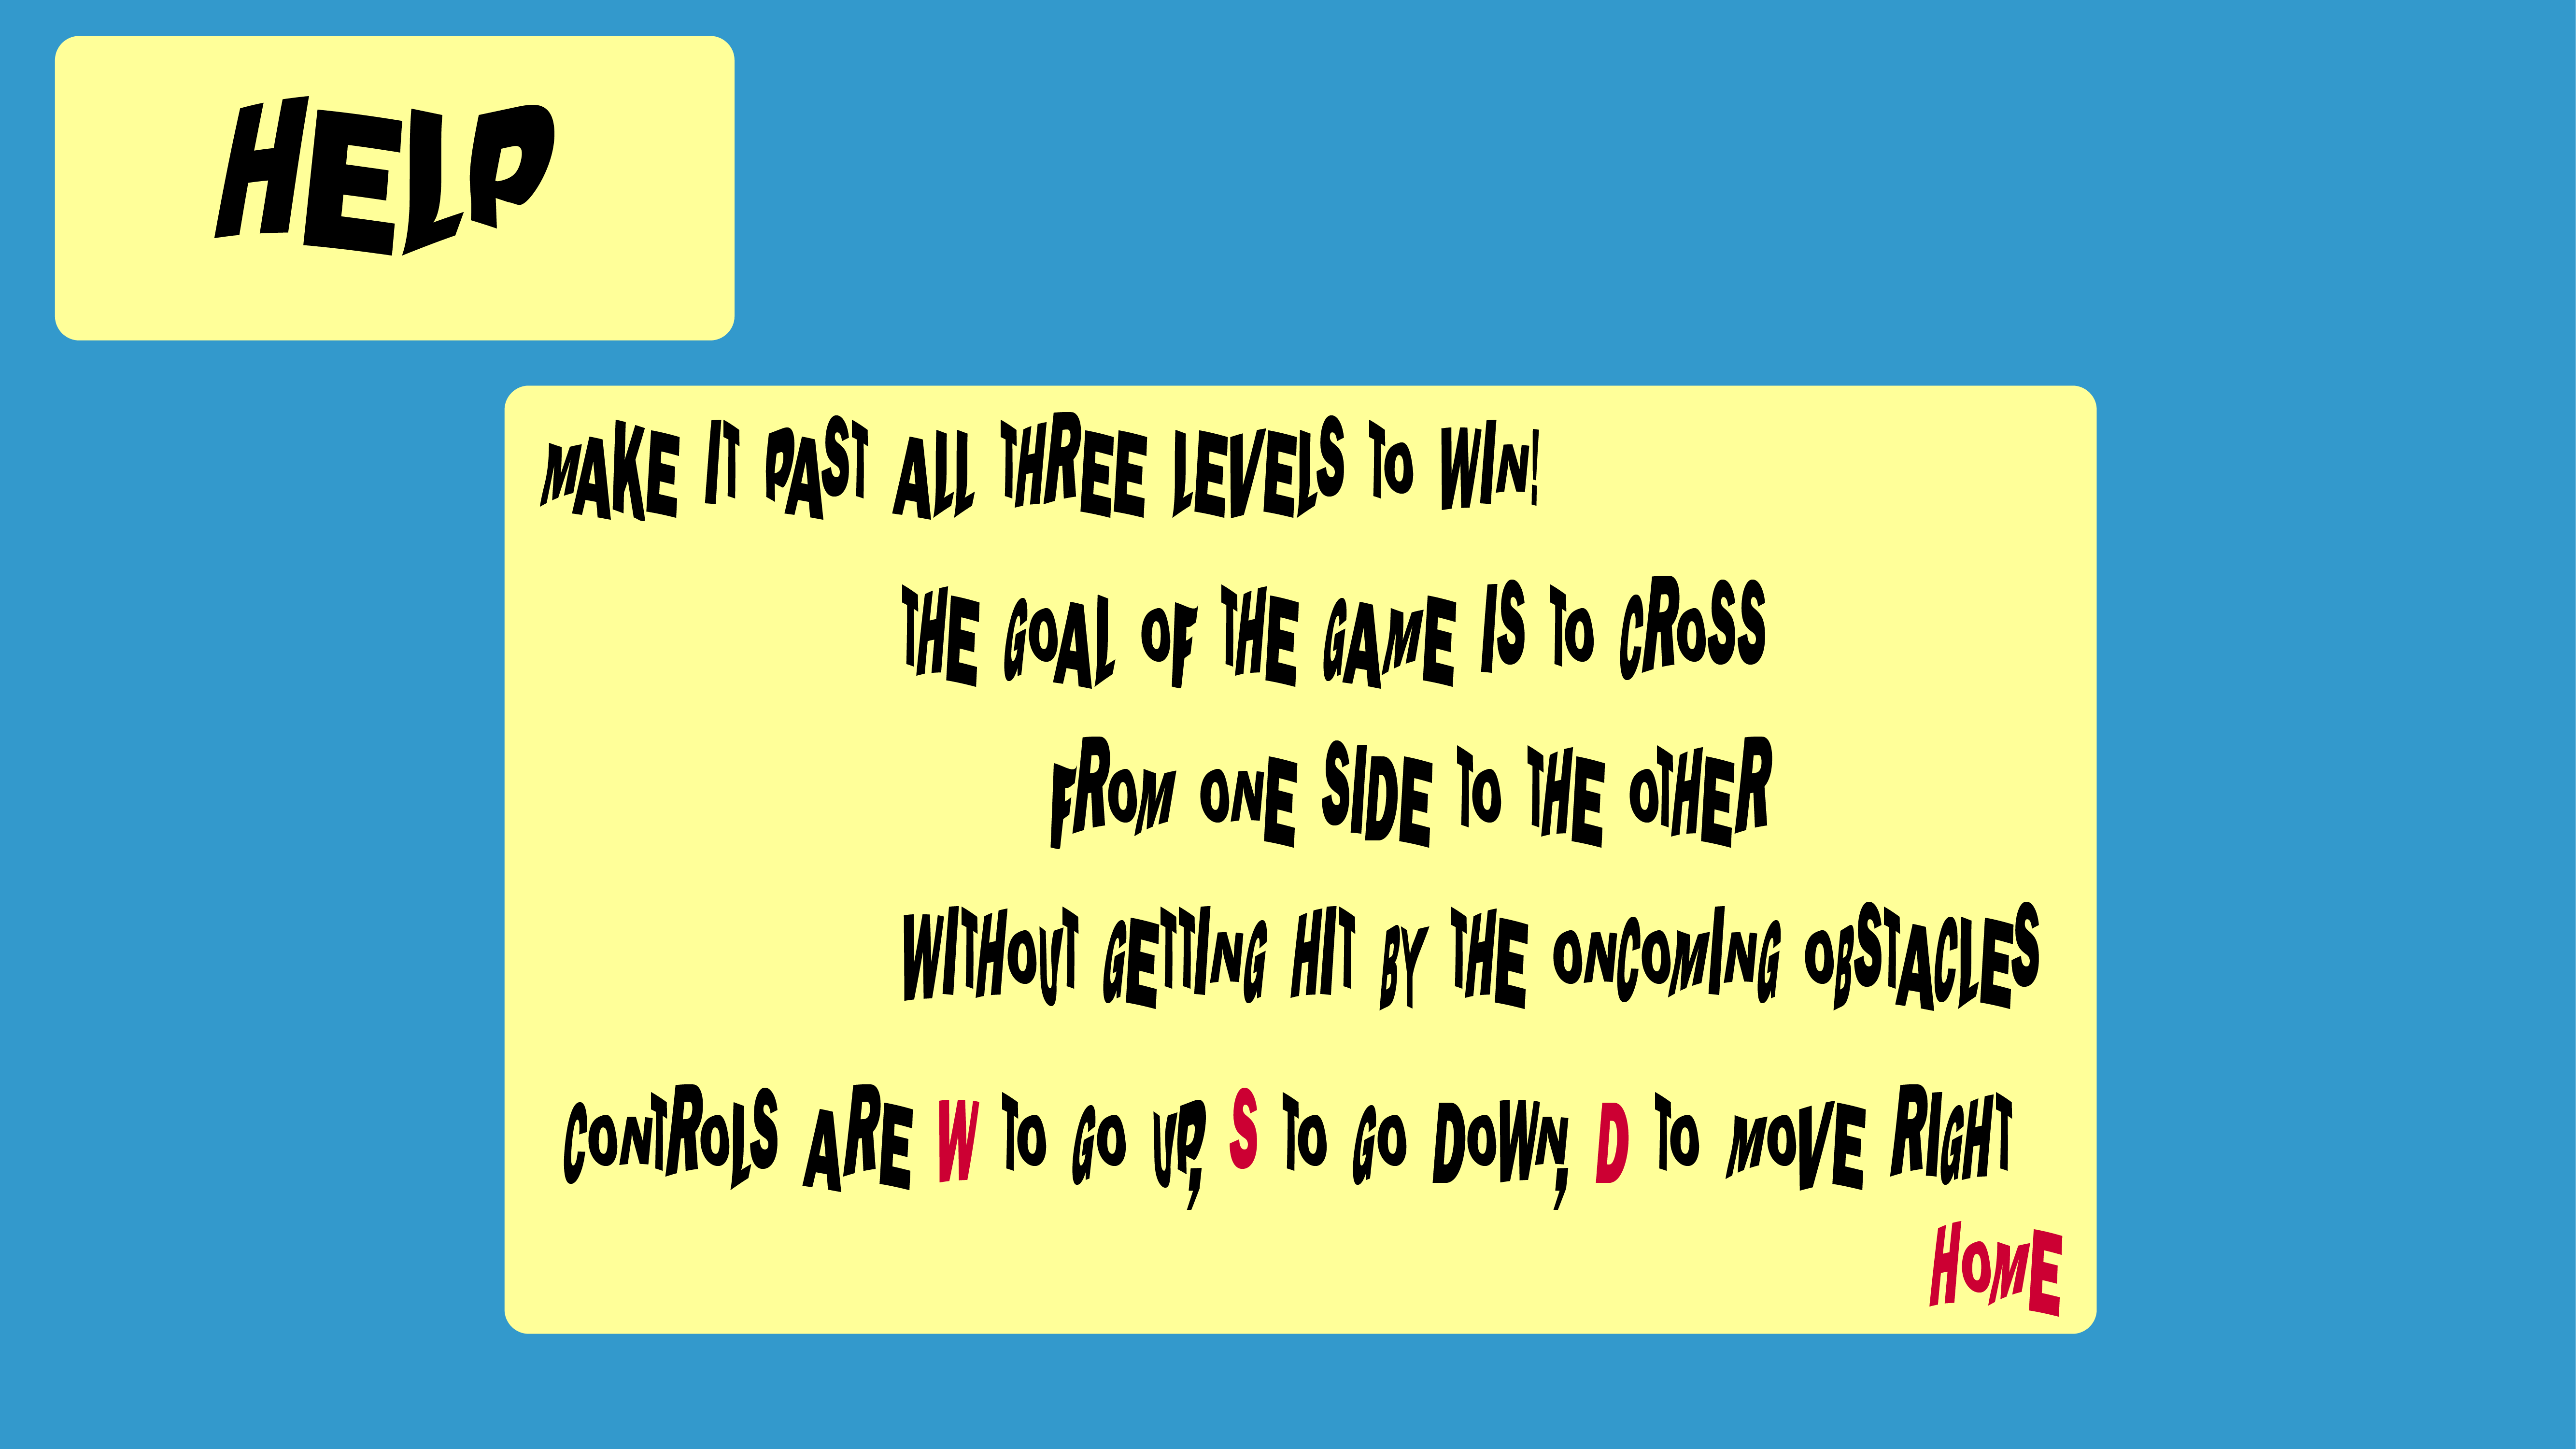 HELP
MAKE IT PAST ALL THREE LEVELS TO WIN!
THE GOAL OF THE GAME IS TO CROSS
FROM ONE SIDE TO THE OTHER
WITHOUT GETTING HIT BY THE ONCOMING OBSTACLES
CONTROLS ARE W TO GO UP, S TO GO DOWN, D TO MOVE RIGHT
HOME